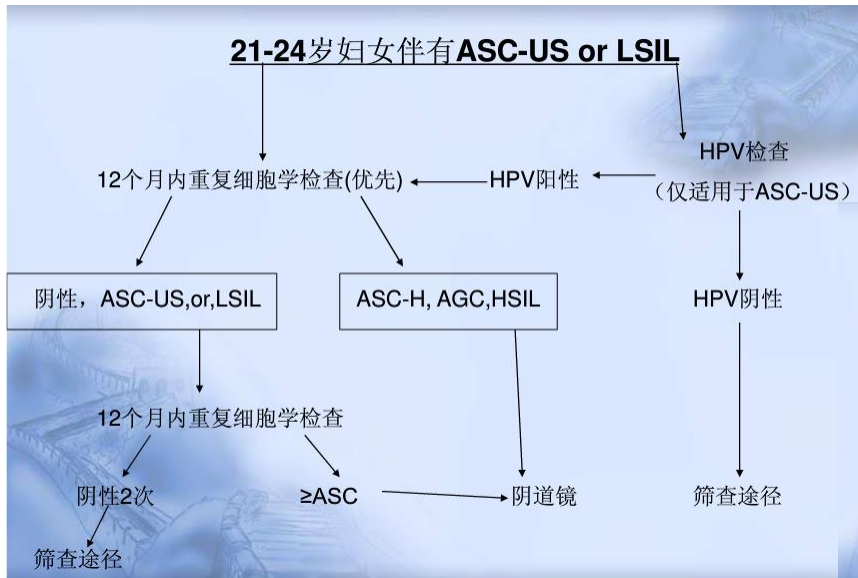 21-24岁妇女伴有ASC-US or LSIL
HPV检查
(仅适用于ASC-US)
12个月内重复细胞学检查(优先)
HPV阳性
阴性，ASC-US,or,LSIL
ASC-H, AGC,HSIL
HPV阴性
12个月内重复细胞学检查
阴性2次
≥ASC
阴道镜
筛查途径
筛查途径